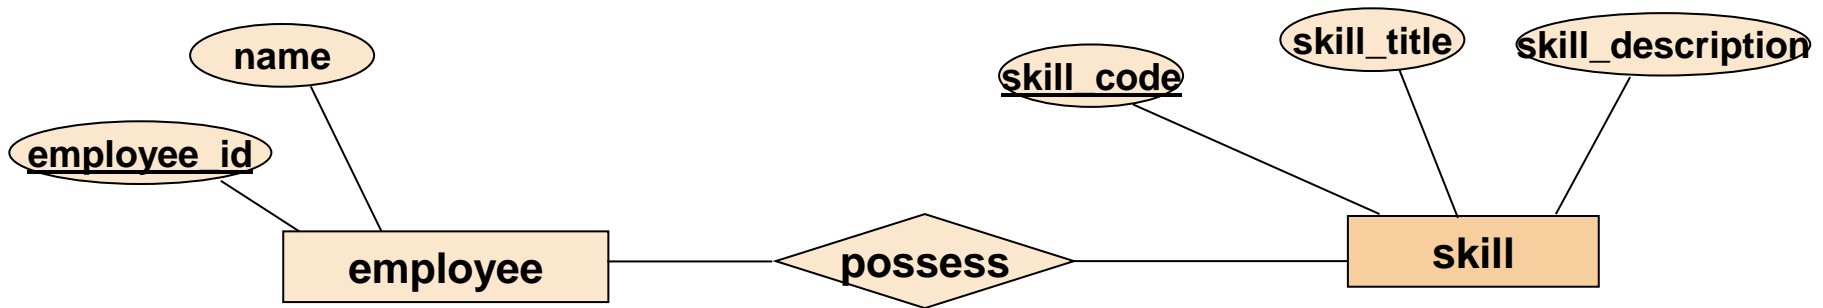 name
employee_id
skill_code
skill_title
skill_description
employee
possess
skill